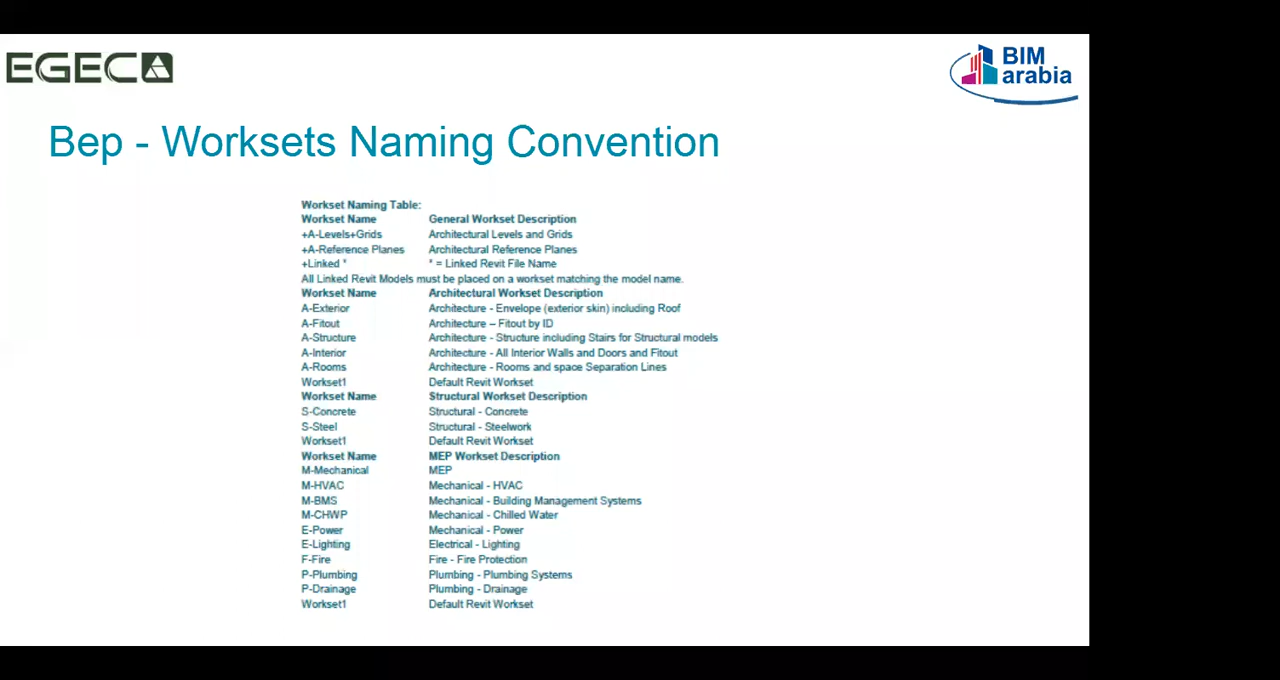 EGEC
BIM
arabia
Bep - Worksets Naming Convention
Workset Naming Table:
Workset Name General Workset Description
+A-Levels+Grids Architectural Levels and Grids
+A-Reference Planes Architectural Reference Planes
+Linked * * = Linked Revit File Name
All Linked Revit Models must be placed on a workset matching the model name.
Workset Name Architectural Workset Description
A-Exterior Architecture - Envelope (exterior skin) including Roof
A-Fitout Architecture – Fitout by ID
A-Structure Architecture - Structure including Stairs for Structural models
A-Interior Architecture - All Interior Walls and Doors and Fitout
A-Rooms Architecture - Rooms and space Separation Lines
Workset1 Default Revit Workset
Workset Name Structural Workset Description
S-Concrete Structural - Concrete
S-Steel Structural - Steelwork
Workset1 Default Revit Workset
Workset Name MEP Workset Description
M-Mechanical MEP
M-HVAC Mechanical - HVAC
M-BMS Mechanical - Building Management Systems
M-CHWP Mechanical - Chilled Water
E-Power Mechanical - Power
E-Lighting Electrical - Lighting
F-Fire Fire - Fire Protection
P-Plumbing Plumbing - Plumbing Systems
P-Drainage Plumbing - Drainage
Workset1 Default Revit Workset